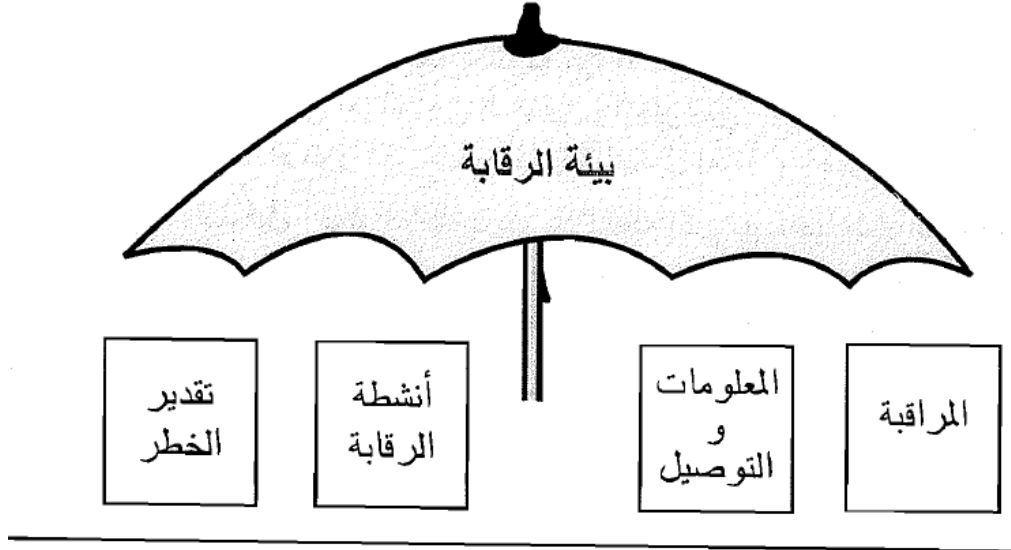 بيئة الرقابة
المراقبة
المعلومات
و
التوصيل
أنشطة
الرقابة
تقدير
الخطر